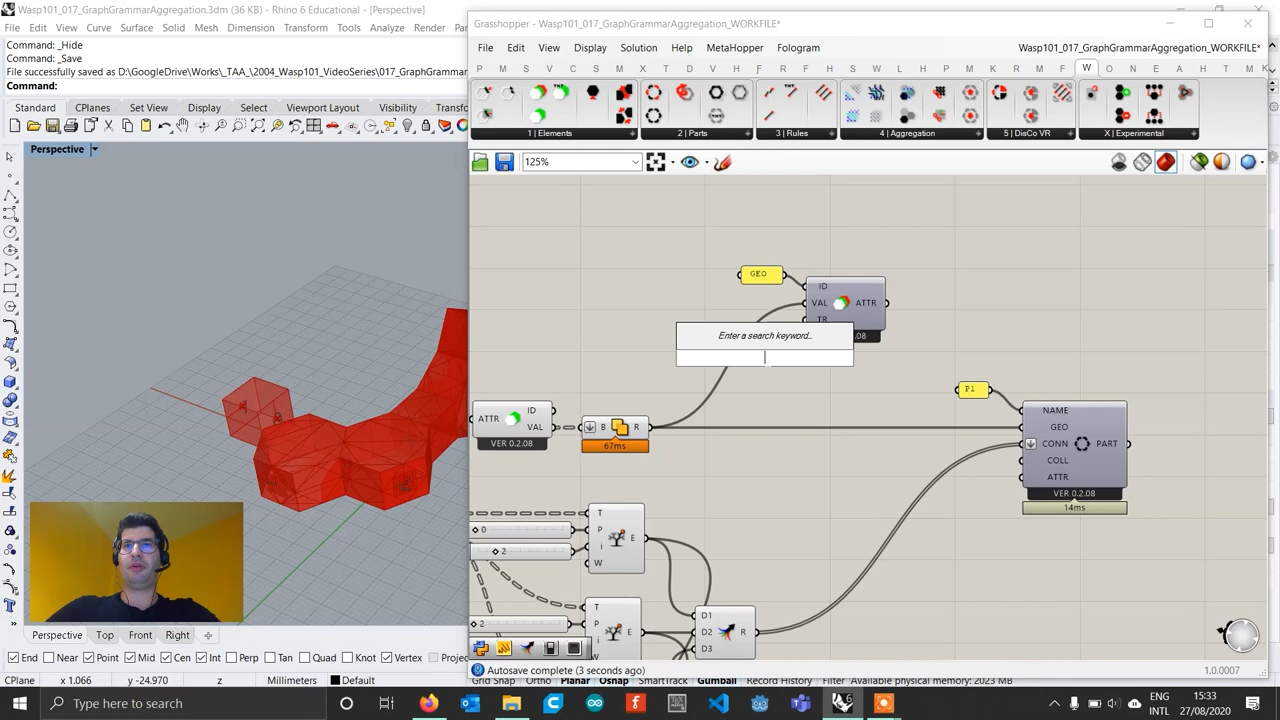 Wasp101_017_GraphGrammarAggregation.3dm (36 KB) - Rhino 6 Educational - [Perspective]
File Edit View Curve Surface Solid Mesh Dimension Transform Tools Analyze Render
Command: _Hide
Command: _Save
File successfully saved as D:\GoogleDrive\Works\_TAA_\2004_Wasp101_VideoSeries\017_GraphGrammar
Command:
Standard CPlanes Set View Display Select Viewport Layout Visibility Transf
Perspective
Grasshopper - Wasp101_017_GraphGrammarAggregation_WORKFILE*
File Edit View Display Solution Help MetaHopper Fologram
Wasp101_017_GraphGrammarAggregation_WORKFILE*
P M S V C S M I T D V H F R F S L W M K R L M F W O N E A T M
1 | Elements 2 | Parts 3 | Rules 4 | Aggregation 5 | DisCo VR X | Experimental
125%
GEO
ID
VAL ATTR
TR
.08
Enter a search keyword...
P1
NAME
GEO
CONN PART
COLL
ATTR
VER 0.2.08
14ms
ATTR ID
VAL
VER 0.2.08
B R
67ms
T
P E
i
W
0
2
T
P E
i
W
2
D1
D2 R
D3
Autosave complete (3 seconds ago)
1.0007
Perspective Top Front Right
End Near Point Mid Cen Int Perp Tan Quad Knot Vertex Project
CPlane x 1.066 y -24.970 Millimeters Default Grid Snap Ortho Planar Osnap SmartTrack Gumball Record History Filter Available physical memory: 2023 MB
Type here to search
ENG
INTL
15:33
27/08/2020